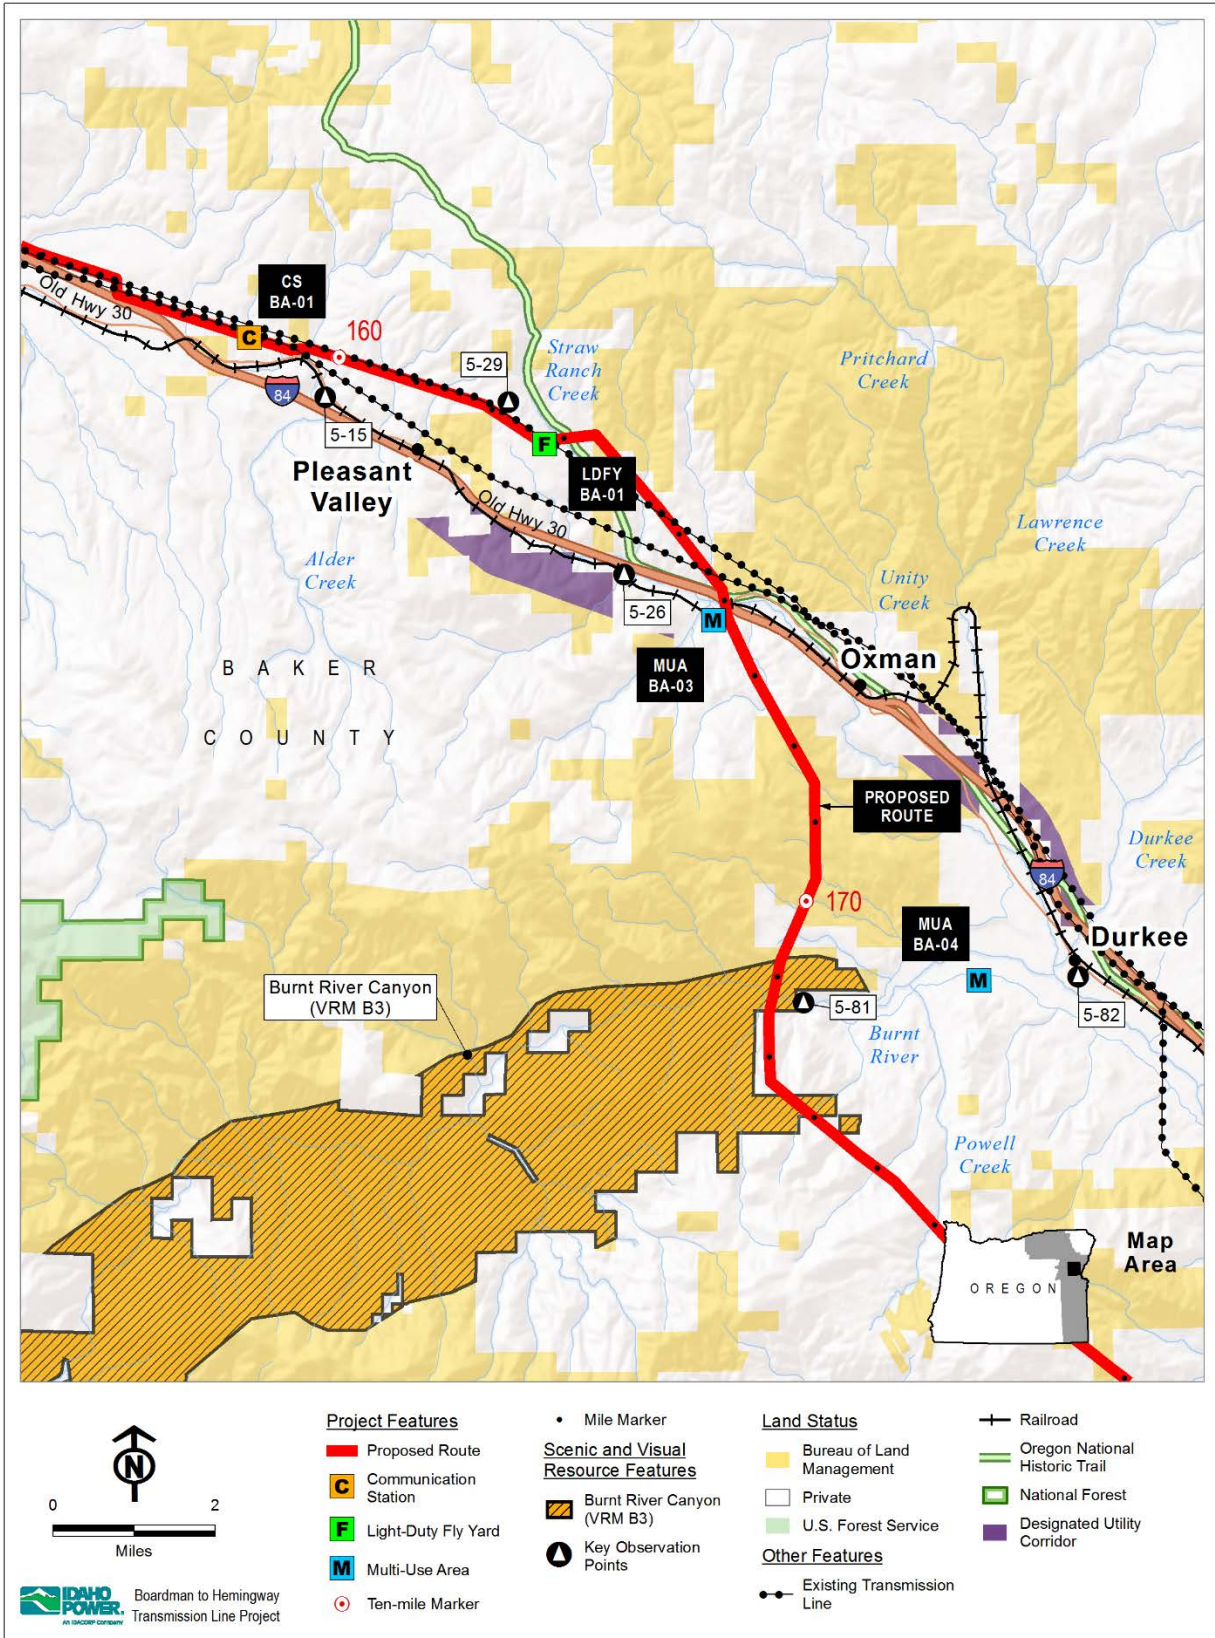 CS
BA-01
Old Hwy 30
160
84
C
5-29
Straw
Ranch
Creek
Pritchard
Creek
5-15
F
Pleasant
Valley
LDFY
BA-01
Old Hwy 30
Lawrence
Creek
Alder
Creek
Unity
Creek
5-26
M
Oxman
MUA
BA-03
BAKER
COUNTY
PROPOSED
ROUTE
Durkee
Creek
84
170
MUA
BA-04
Durkee
M
Burnt River Canyon
(VRM B3)
5-81
5-82
Burnt
River
Powell
Creek
Map
Area
OREGON
N
0 2
Miles
IDAHO
POWER.
AN IDACORP COMPANY
Boardman to Hemingway
Transmission Line Project
Project Features
Proposed Route
C
Communication
Station
F
Light-Duty Fly Yard
M
Multi-Use Area
Ten-mile Marker
Mile Marker
Scenic and Visual
Resource Features
Burnt River Canyon
(VRM B3)
Key Observation
Points
Land Status
Bureau of Land
Management
Private
U.S. Forest Service
Other Features
Existing Transmission
Line
Railroad
Oregon National
Historic Trail
National Forest
Designated Utility
Corridor